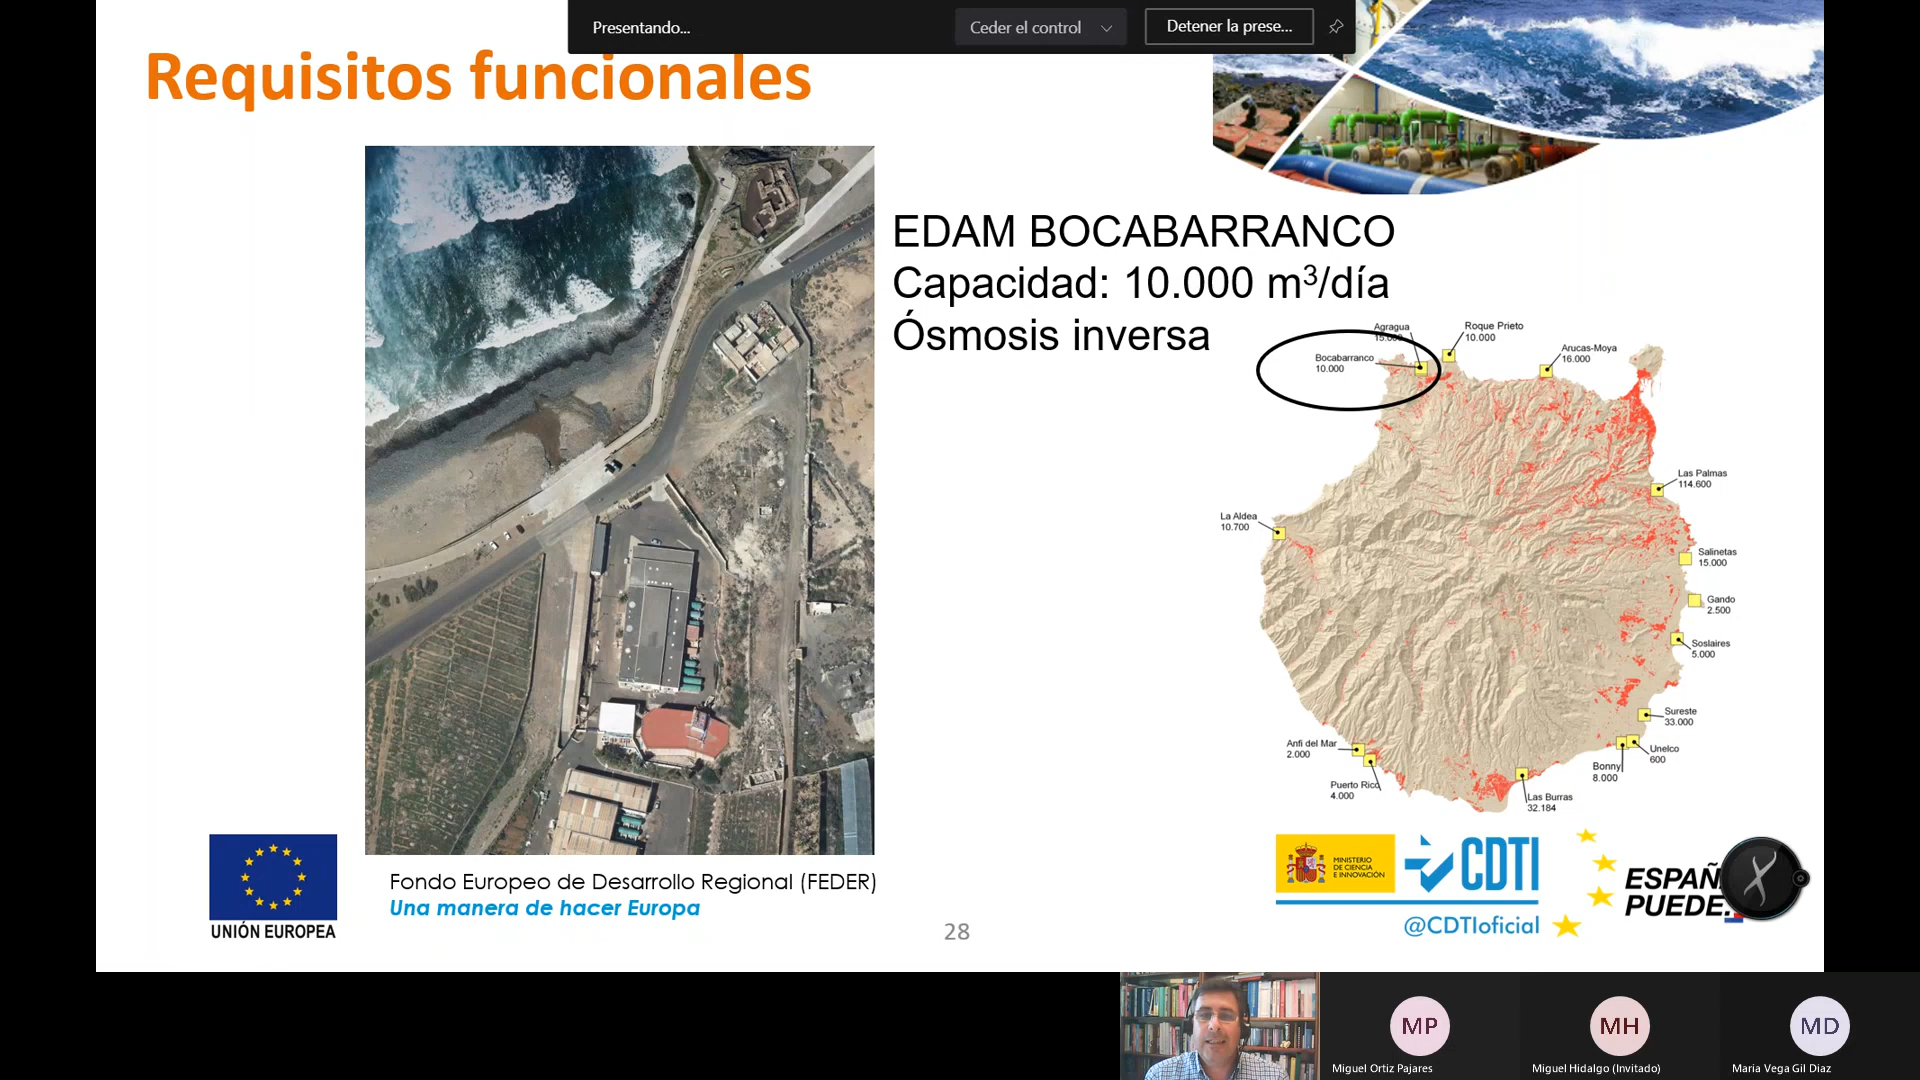 Presentando...
Ceder el control
Detener la prese...
Requisitos funcionales
EDAM BOCABARRANCO
Capacidad: 10.000 m³/día
Ósmosis inversa
Agragua
15.000
Roque Prieto
10.000
Bocabarranco
10.000
Arucas-Moya
16.000
Las Palmas
114.600
La Aldea
10.700
Salinetas
15.000
Gando
2.500
Soslaires
5.000
Sureste
33.000
Unelco
600
Bonny
8.000
Anfi del Mar
2.000
Puerto Rico
4.000
Las Burras
32.184
UNIÓN EUROPEA
Fondo Europeo de Desarrollo Regional (FEDER)
Una manera de hacer Europa
28
MINISTERIO
DE CIENCIA
E INNOVACIÓN
CDTI
@CDTIoficial
ESPAÑ
PUEDE.
MP
Miguel Ortiz Pajares
MH
Miguel Hidalgo (Invitado)
MD
Maria Vega Gil Diaz